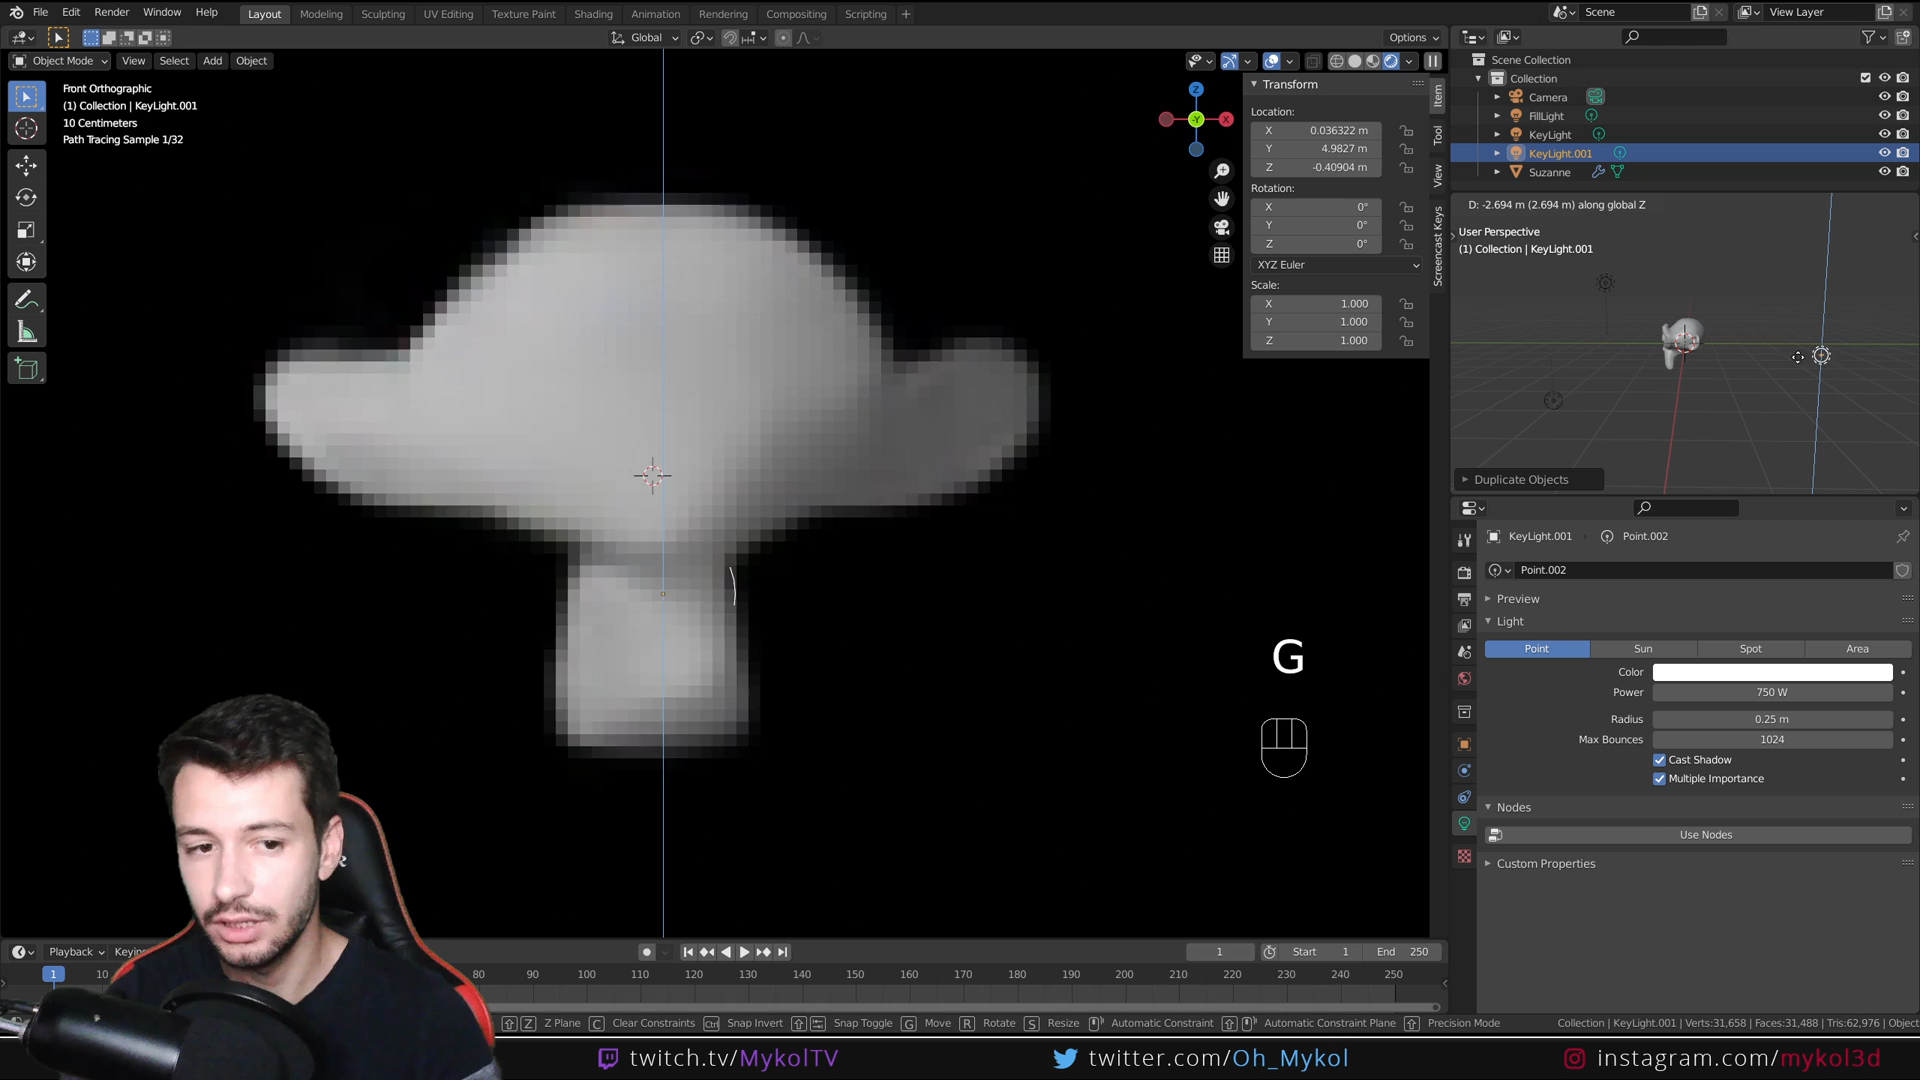 File Edit Render Window Help
Layout Modeling Sculpting UV Editing Texture Paint Shading Animation Rendering Compositing Scripting +
Scene View Layer
Global Options
Object Mode View Select Add Object
Front Orthographic
(1) Collection | KeyLight.001
10 Centimeters
Path Tracing Sample 1/32
Z
-Y
X
Transform
Location:
X 0.036322 m
Y 4.9827 m
Z -0.40904 m
Rotation:
X 0°
Y 0°
Z 0°
XYZ Euler
Scale:
X 1.000
Y 1.000
Z 1.000
Item
Tool
View
Screencast Keys
Scene Collection
Collection
Camera
FillLight
KeyLight
KeyLight.001
Suzanne
D: -2.694 m (2.694 m) along global Z
User Perspective
(1) Collection | KeyLight.001
Duplicate Objects
KeyLight.001 Point.002
Point.002
Preview
Light
Point Sun Spot Area
Color
Power 750 W
Radius 0.25 m
Max Bounces 1024
Cast Shadow
Multiple Importance
Nodes
Use Nodes
Custom Properties
G
Playback Keying
1 Start 1 End 250
1 10 80 90 100 110 120 130 140 150 160 170 180 190 200 210 220 230 240 250
Z Z Plane C Clear Constraints Ctrl Snap Invert Snap Toggle G Move R Rotate S Resize Automatic Constraint Automatic Constraint Plane Precision Mode
Collection | KeyLight.001 | Verts:31,658 | Faces:31,488 | Tris:62,976 | Object
twitch.tv/MykolTV twitter.com/Oh_Mykol instagram.com/mykol3d